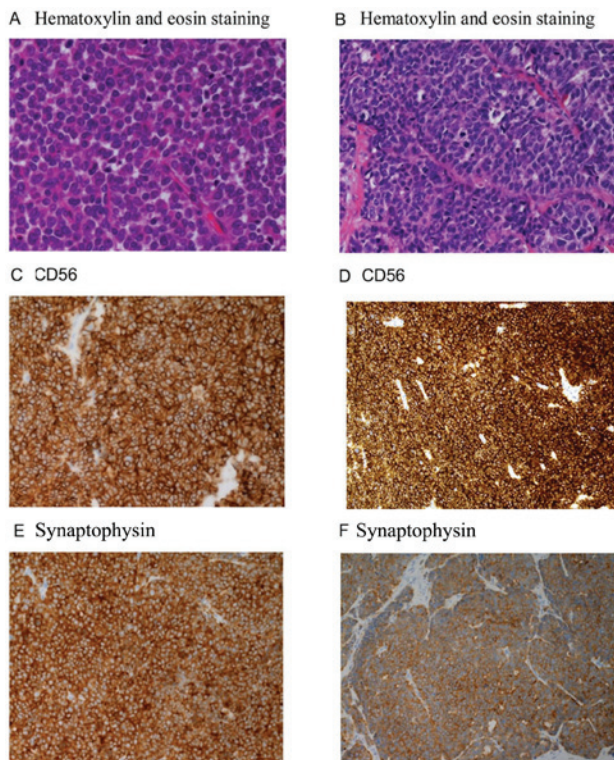 A Hematoxylin and eosin staining
B Hematoxylin and eosin staining
C CD56
D CD56
E Synaptophysin
F Synaptophysin